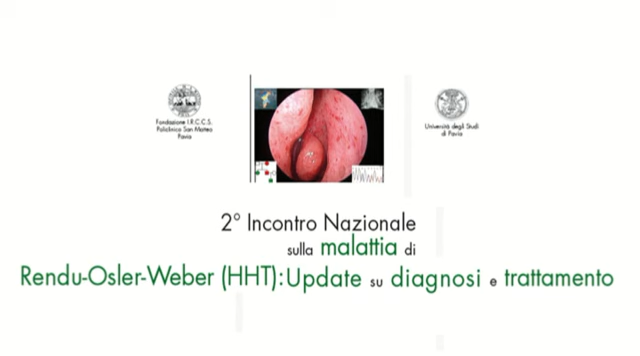 Fondazione I.R.C.C.S.
Policlinico San Matteo
Pavia
Università degli Studi
di Pavia
2° Incontro Nazionale
sulla malattia di
Rendu-Osler-Weber (HHT): Update su diagnosi e trattamento